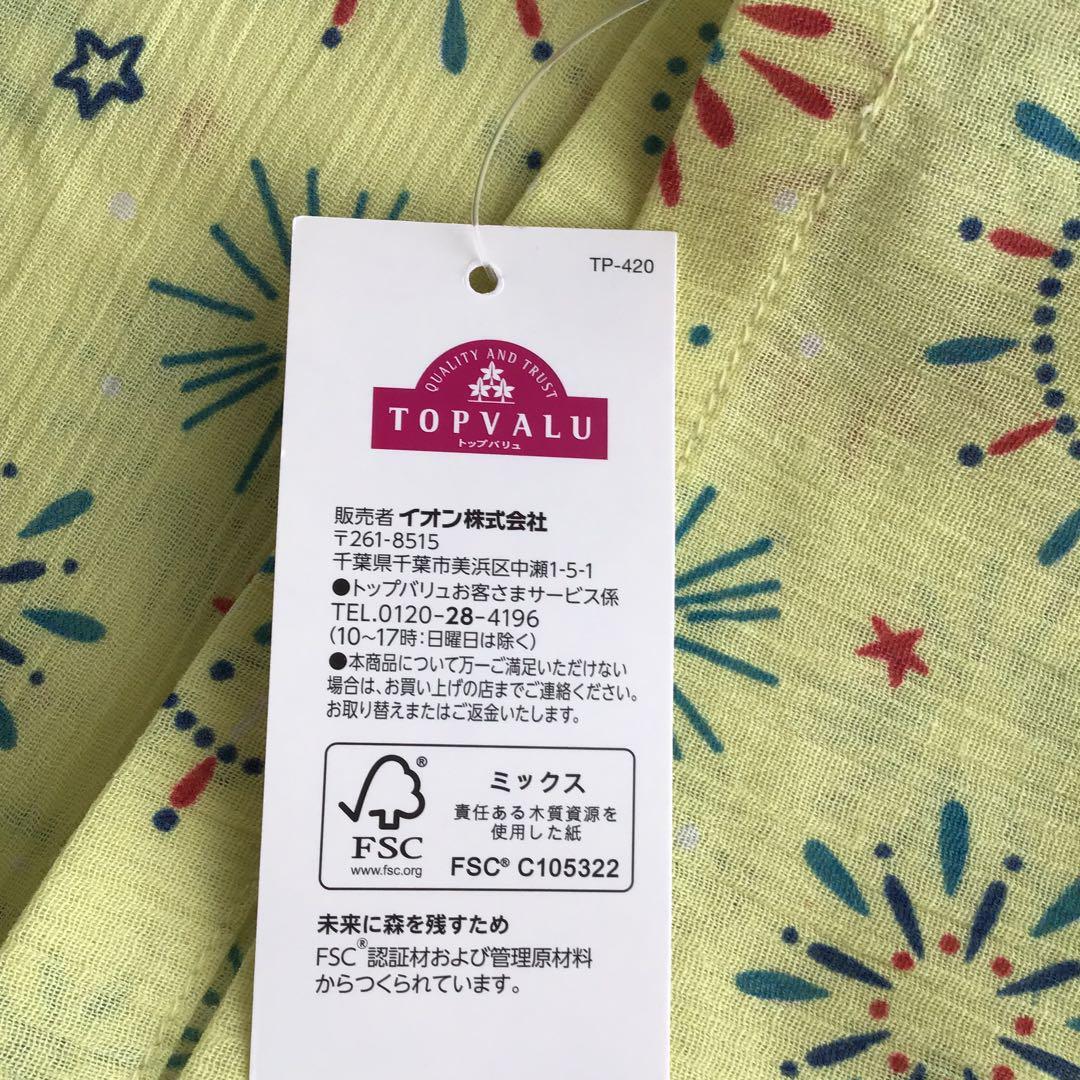 TP-420
QUALITY AND TRUST
TOPVALU
トップバリュ
販売者 イオン株式会社
〒261-8515
千葉県千葉市美浜区中瀬1-5-1
●トップバリュお客さまサービス係
TEL.0120-28-4196
(10〜17時:日曜日は除く)
●本商品について万一ご満足いただけない
場合は、お買い上げの店までご連絡ください。
お取り替えまたはご返金いたします。
®
FSC
www.fsc.org
ミックス
責任ある木質資源を
使用した紙
FSC® C105322
未来に森を残すため
FSC®認証材および管理原材料
からつくられています。